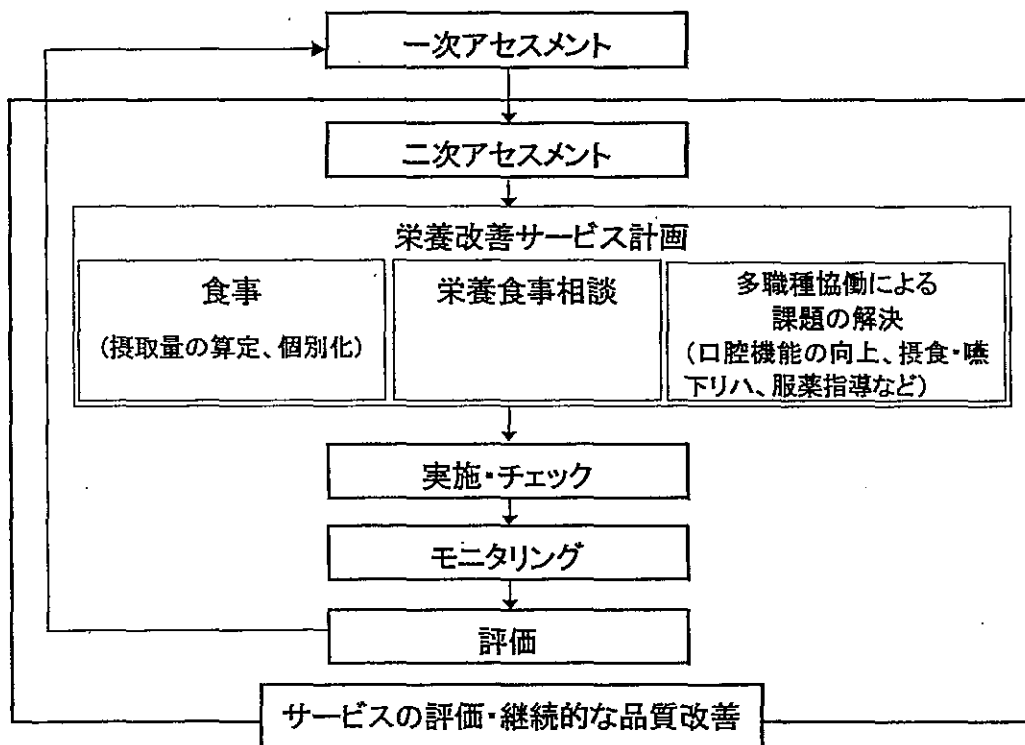 一次アセスメント
二次アセスメント
栄養改善サービス計画
食事
(摂取量の算定、個別化)
栄養食事相談
多職種協働による
課題の解決
(口腔機能の向上、摂食・嚥
下リハ、服薬指導など)
実施・チェック
モニタリング
評価
サービスの評価・継続的な品質改善